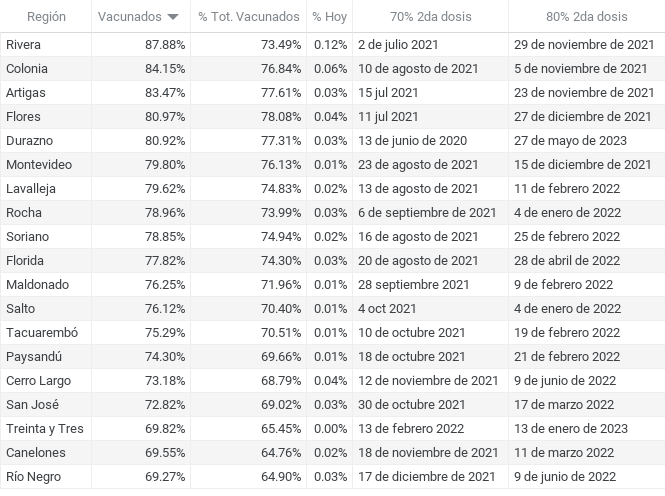 Región Vacunados % Tot. Vacunados % Hoy 70% 2da dosis 80% 2da dosis
Rivera 87.88% 73.49% 0.12% 2 de julio 2021 29 de noviembre de 2021
Colonia 84.15% 76.84% 0.06% 10 de agosto de 2021 5 de noviembre de 2021
Artigas 83.47% 77.61% 0.03% 15 jul 2021 23 de noviembre de 2021
Flores 80.97% 78.08% 0.04% 11 jul 2021 27 de diciembre de 2021
Durazno 80.92% 77.31% 0.03% 13 de junio de 2020 27 de mayo de 2023
Montevideo 79.80% 76.13% 0.01% 23 de agosto de 2021 15 de diciembre de 2021
Lavalleja 79.62% 74.83% 0.02% 13 de agosto de 2021 11 de febrero 2022
Rocha 78.96% 73.99% 0.03% 6 de septiembre de 2021 4 de enero de 2022
Soriano 78.85% 74.94% 0.02% 16 de agosto de 2021 25 de febrero 2022
Florida 77.82% 74.30% 0.03% 20 de agosto de 2021 28 de abril de 2022
Maldonado 76.25% 71.96% 0.01% 28 septiembre 2021 9 de febrero 2022
Salto 76.12% 70.40% 0.01% 4 oct 2021 4 de enero de 2022
Tacuarembó 75.29% 70.51% 0.01% 10 de octubre 2021 19 de febrero 2022
Paysandú 74.30% 69.66% 0.01% 18 de octubre 2021 21 de febrero 2022
Cerro Largo 73.18% 68.79% 0.04% 12 de noviembre de 2021 9 de junio de 2022
San José 72.82% 69.02% 0.03% 30 de octubre 2021 17 de marzo 2022
Treinta y Tres 69.82% 65.45% 0.00% 13 de febrero 2022 13 de enero de 2023
Canelones 69.55% 64.76% 0.02% 18 de noviembre de 2021 11 de marzo 2022
Río Negro 69.27% 64.90% 0.03% 17 de diciembre de 2021 9 de junio de 2022